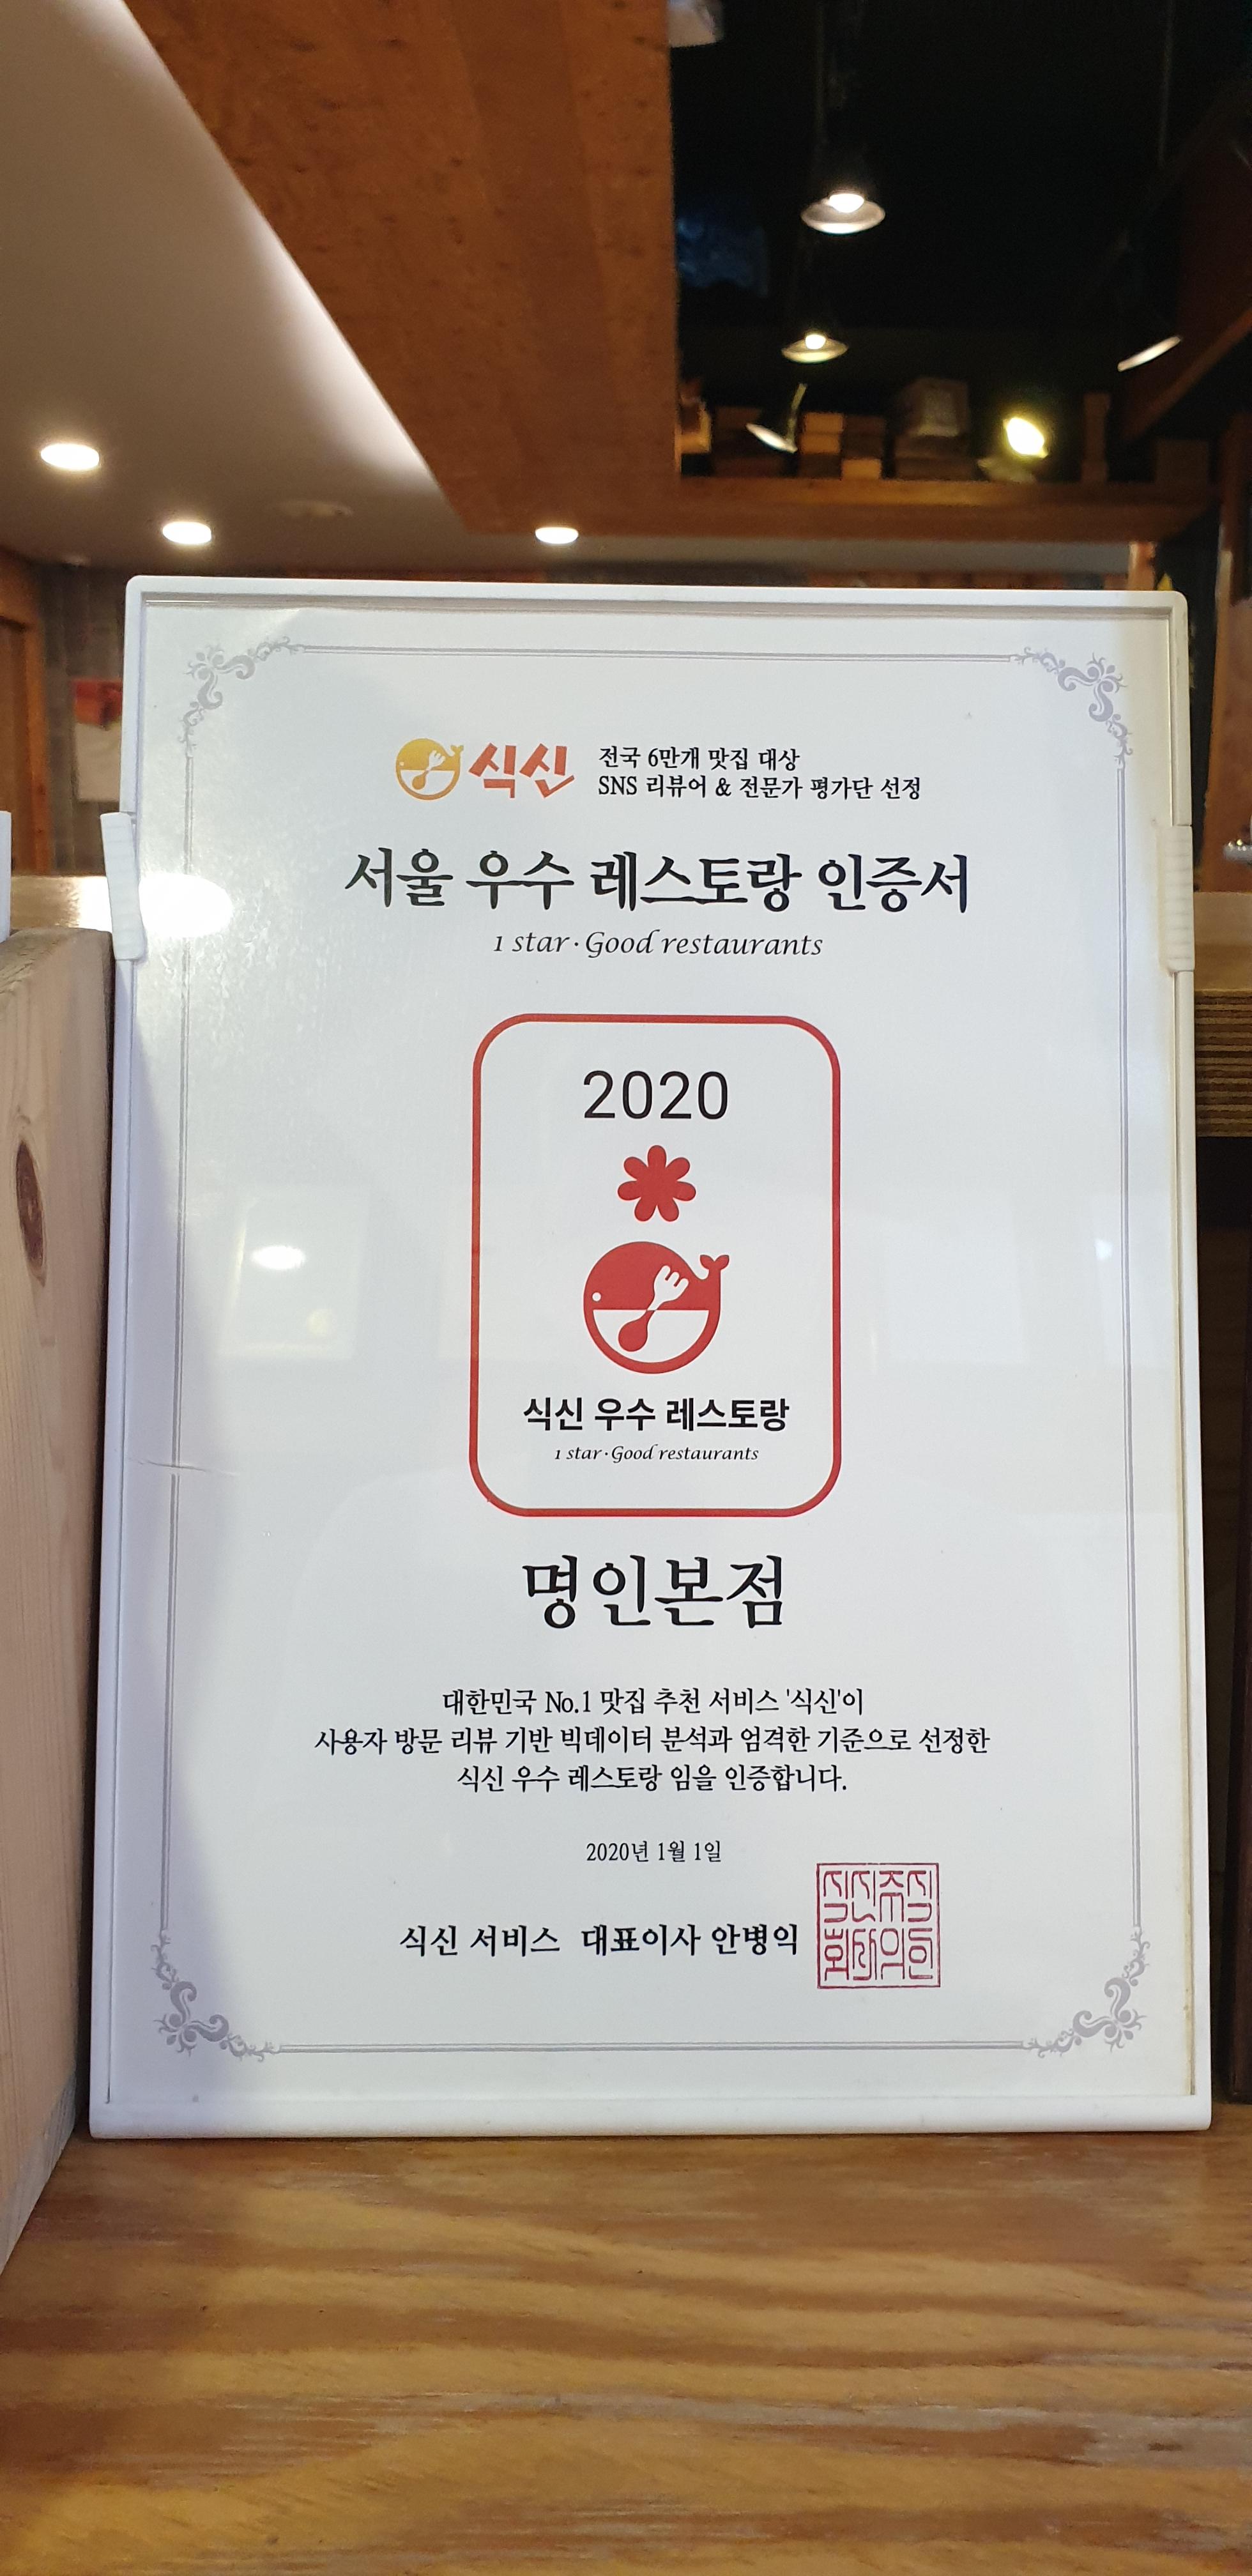 식신
전국 6만개 맛집 대상
SNS 리뷰어 & 전문가 평가단 선정
서울 우수 레스토랑 인증서
1 star·Good restaurants
2020
식신 우수 레스토랑
1 star·Good restaurants
명인본점
대한민국 No.1 맛집 추천 서비스 '식신'이
사용자 방문 리뷰 기반 빅데이터 분석과 엄격한 기준으로 선정한
식신 우수 레스토랑 임을 인증합니다.
2020년 1월 1일
식신 서비스 대표이사 안병익